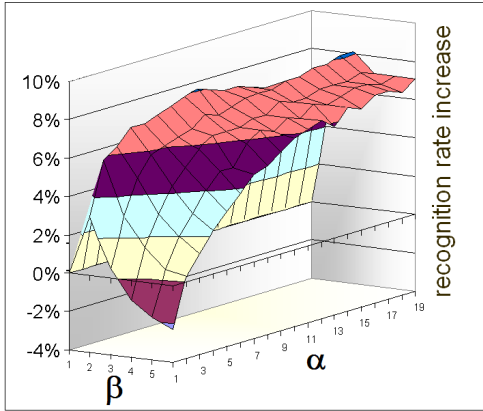 10%
8%
6%
4%
2%
0%
-2%
-4%
1 2 3 4 5
β
1 3 5 7 9 11 13 15 17 19
α
recognition rate increase